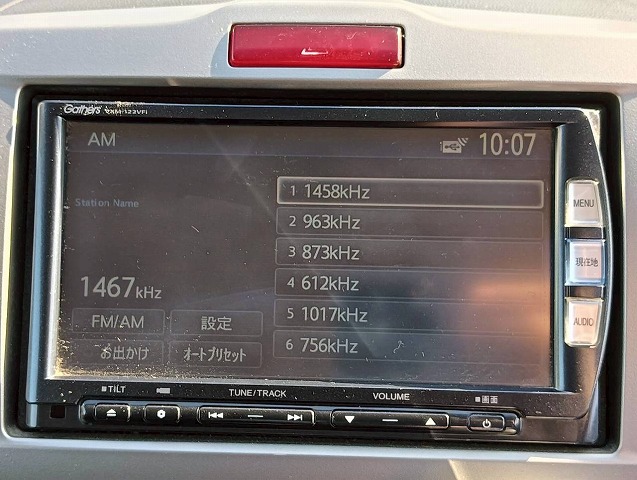 Gathers VXM-122VFi
AM
10:07
Station Name
1467kHz
FM/AM
設定
お出かけ
オートプリセット
1 1458kHz
2 963kHz
3 873kHz
4 612kHz
5 1017kHz
6 756kHz
MENU
現在地
AUDIO
TILT
TUNE/TRACK
VOLUME
画面